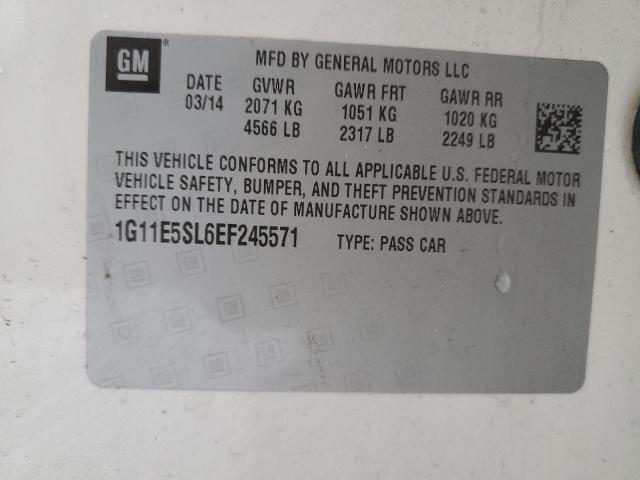 GM
MFD BY GENERAL MOTORS LLC
DATE GVWR GAWR FRT GAWR RR
03/14 2071 KG 1051 KG 1020 KG
4566 LB 2317 LB 2249 LB
THIS VEHICLE CONFORMS TO ALL APPLICABLE U.S. FEDERAL MOTOR
VEHICLE SAFETY, BUMPER, AND THEFT PREVENTION STANDARDS
IN EFFECT ON THE DATE OF MANUFACTURE SHOWN ABOVE.
1G11E5SL6EF245571 TYPE: PASS CAR